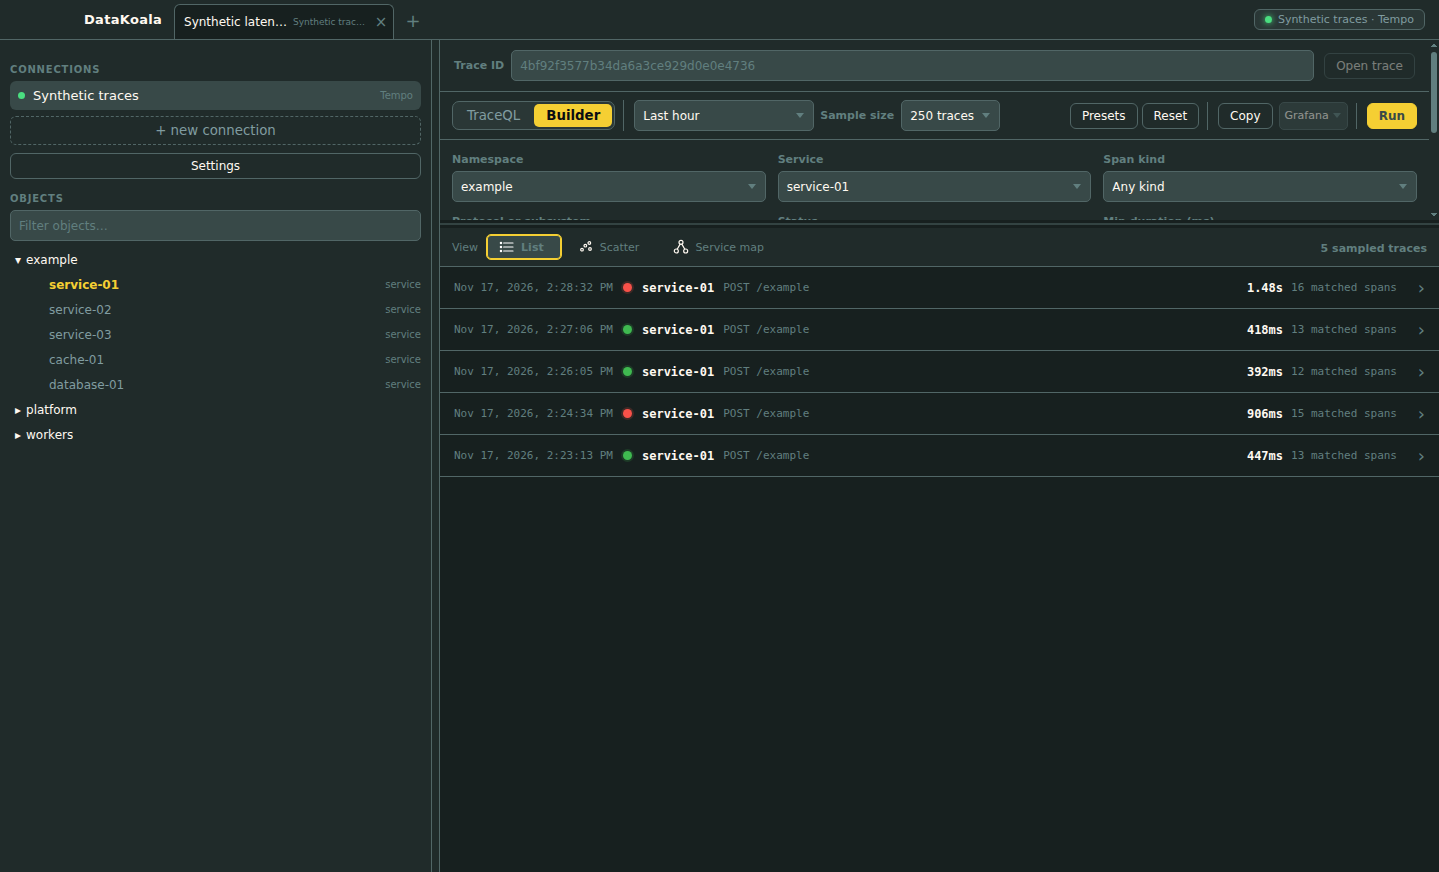 DataKoala
Synthetic laten... Synthetic trac... × +
Synthetic traces · Tempo
CONNECTIONS
Synthetic traces Tempo
+ new connection
Settings
OBJECTS
Filter objects...
▾ example
service-01 service
service-02 service
service-03 service
cache-01 service
database-01 service
▸ platform
▸ workers
Trace ID 4bf92f3577b34da6a3ce929d0e0e4736 Open trace
TraceQL Builder Last hour Sample size 250 traces Presets Reset Copy Grafana Run
Namespace Service Span kind
example service-01 Any kind
Protocol or subsystem Status Min duration (ms)
View List Scatter Service map 5 sampled traces
Nov 17, 2026, 2:28:32 PM service-01 POST /example 1.48s 16 matched spans ›
Nov 17, 2026, 2:27:06 PM service-01 POST /example 418ms 13 matched spans ›
Nov 17, 2026, 2:26:05 PM service-01 POST /example 392ms 12 matched spans ›
Nov 17, 2026, 2:24:34 PM service-01 POST /example 906ms 15 matched spans ›
Nov 17, 2026, 2:23:13 PM service-01 POST /example 447ms 13 matched spans ›